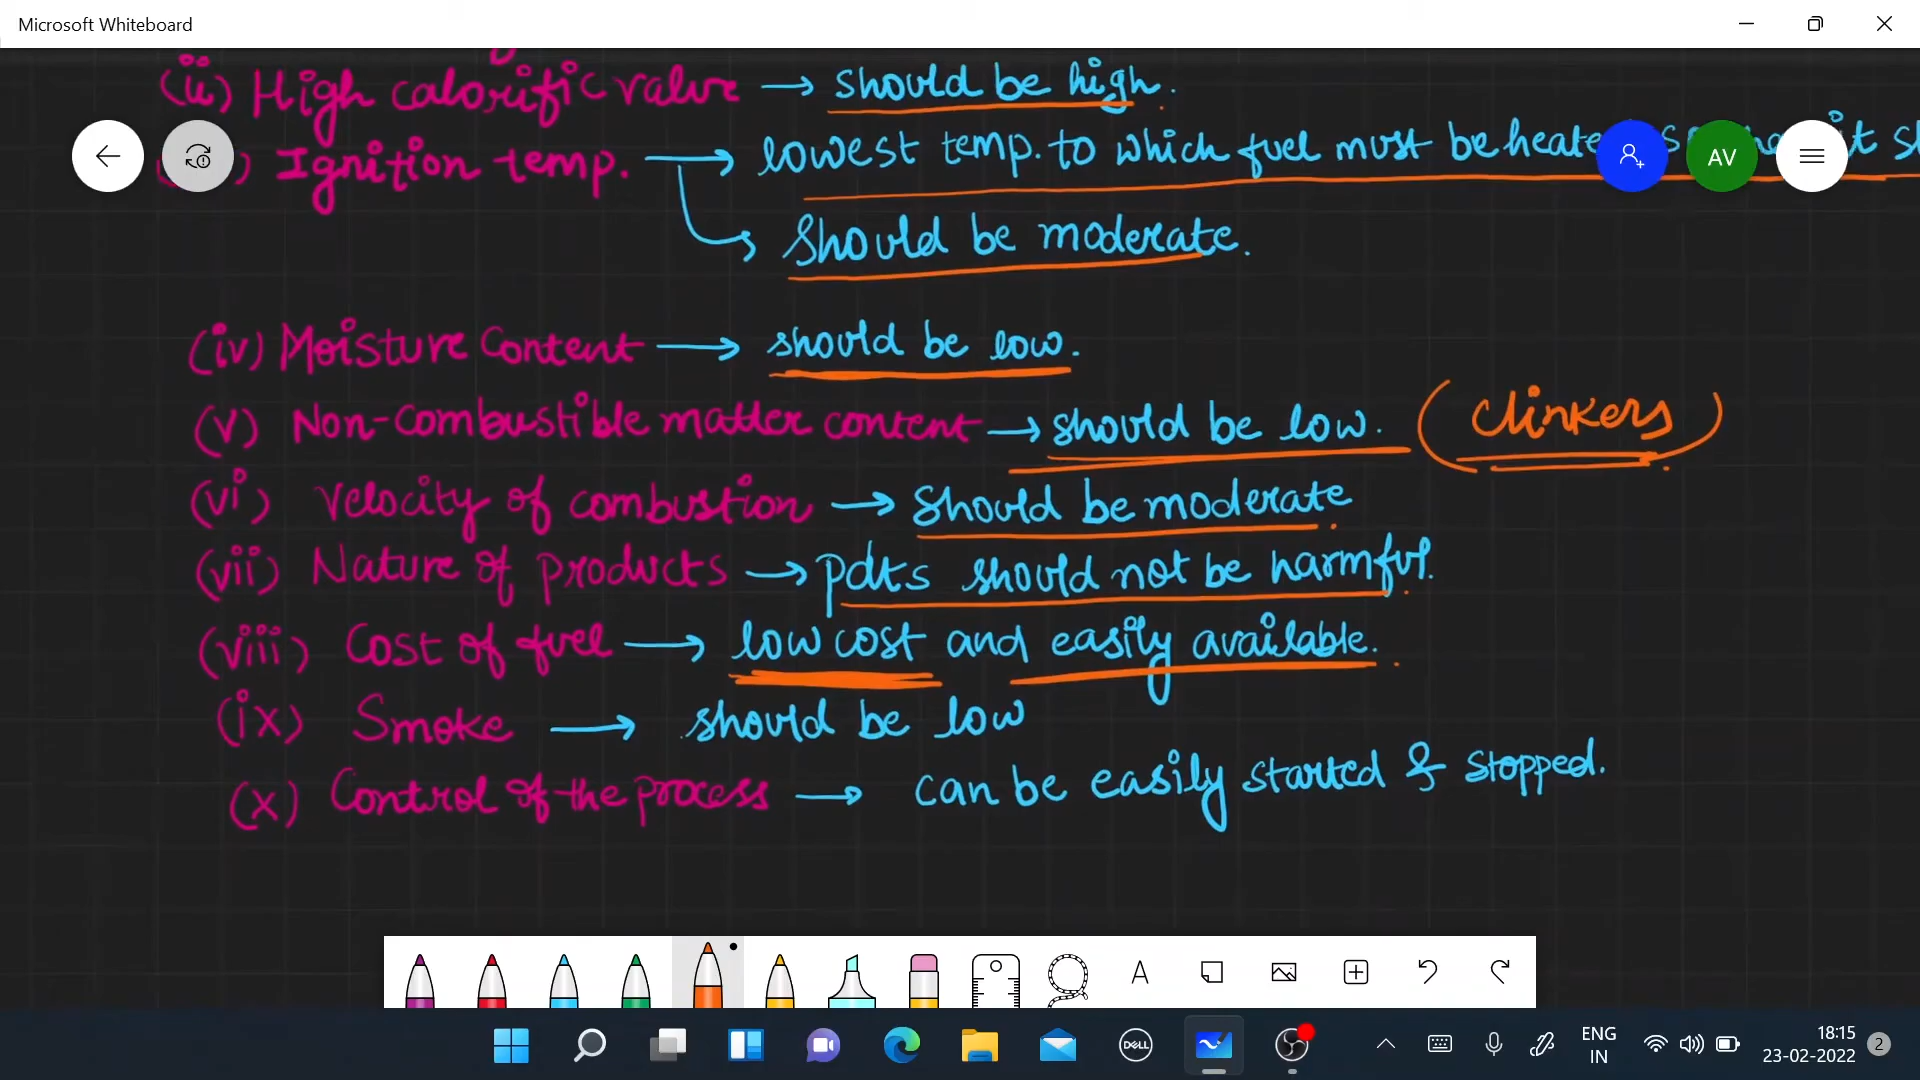 Microsoft Whiteboard
(ii) High calorific value → should be high.
) Ignition temp. → lowest temp. to which fuel must be heate
AV
→ Should be moderate.
(iv) Moisture Content → should be low.
(v) Non-combustible matter content → should be low. (clinkers)
(vi) Velocity of combustion → Should be moderate
(vii) Nature of products → pdts should not be harmful.
(viii) Cost of fuel → low cost and easily available.
(ix) Smoke → should be low
(x) Control of the process → can be easily started & stopped.
A
DELL
ENG
IN
18:15
23-02-2022
2